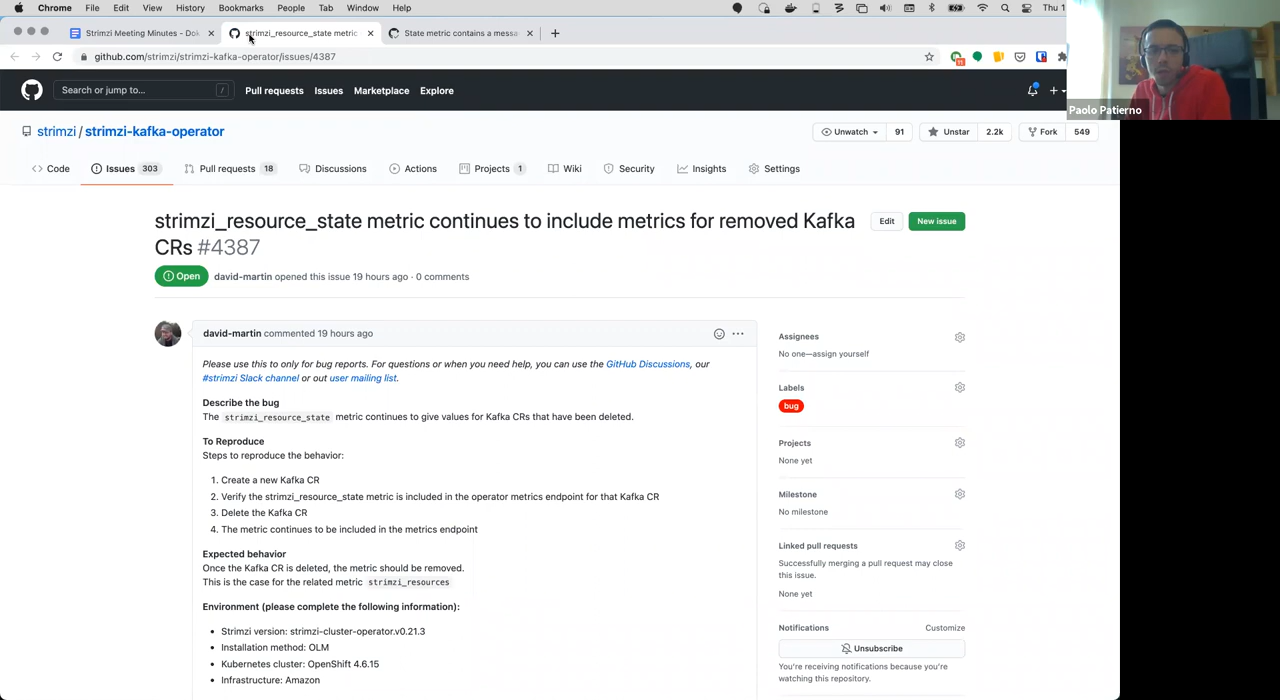 Chrome File Edit View History Bookmarks People Tab Window Help Thu 1
Strimzi Meeting Minutes - Dok strimzi_resource_state metric State metric contains a messa
github.com/strimzi/strimzi-kafka-operator/issues/4387
Paolo Patierno
Search or jump to... / Pull requests Issues Marketplace Explore
strimzi / strimzi-kafka-operator
Unwatch 91 Unstar 2.2k Fork 549
Code Issues 303 Pull requests 18 Discussions Actions Projects 1 Wiki Security Insights Settings
strimzi_resource_state metric continues to include metrics for removed Kafka
CRs #4387
Edit New issue
Open david-martin opened this issue 19 hours ago · 0 comments
david-martin commented 19 hours ago
Please use this to only for bug reports. For questions or when you need help, you can use the GitHub Discussions, our
#strimzi Slack channel or out user mailing list.
Describe the bug
The strimzi_resource_state metric continues to give values for Kafka CRs that have been deleted.
To Reproduce
Steps to reproduce the behavior:
1. Create a new Kafka CR
2. Verify the strimzi_resource_state metric is included in the operator metrics endpoint for that Kafka CR
3. Delete the Kafka CR
4. The metric continues to be included in the metrics endpoint
Expected behavior
Once the Kafka CR is deleted, the metric should be removed.
This is the case for the related metric strimzi_resources
Environment (please complete the following information):
• Strimzi version: strimzi-cluster-operator.v0.21.3
• Installation method: OLM
• Kubernetes cluster: OpenShift 4.6.15
• Infrastructure: Amazon
Assignees
No one—assign yourself
Labels
bug
Projects
None yet
Milestone
No milestone
Linked pull requests
Successfully merging a pull request may close
this issue.
None yet
Notifications Customize
Unsubscribe
You're receiving notifications because you're
watching this repository.